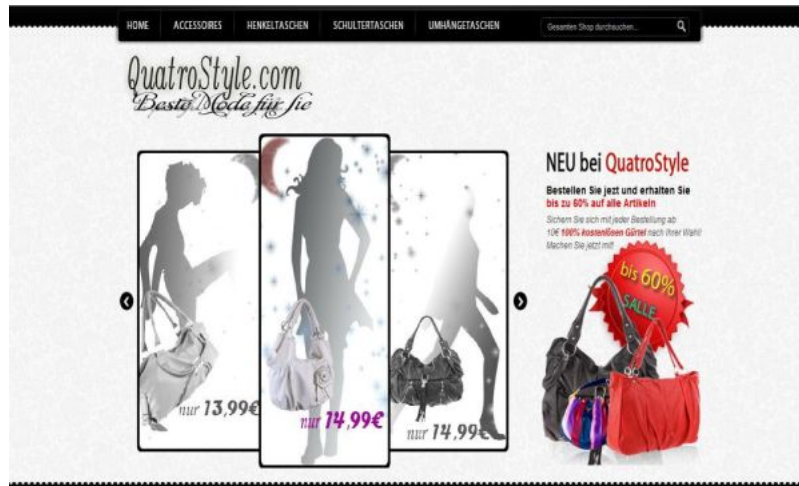 HOME ACCESSOIRES HENKELTASCHEN SCHULTERTASCHEN UMHÄNGETASCHEN Gesamten Shop durchsuchen...
QuatroStyle.com
Beste Mode für Sie
NEU bei QuatroStyle
Bestellen Sie jezt und erhalten Sie
bis zu 60% auf alle Artikeln
Sichern Sie sich mit jeder Bestellung ab
10€ 100% kostenlosen Gürtel nach Ihrer Wahl!
Machen Sie jetzt mit!
bis 60%
SALLE
nur 13,99€
nur 14,99€
nur 14,99€